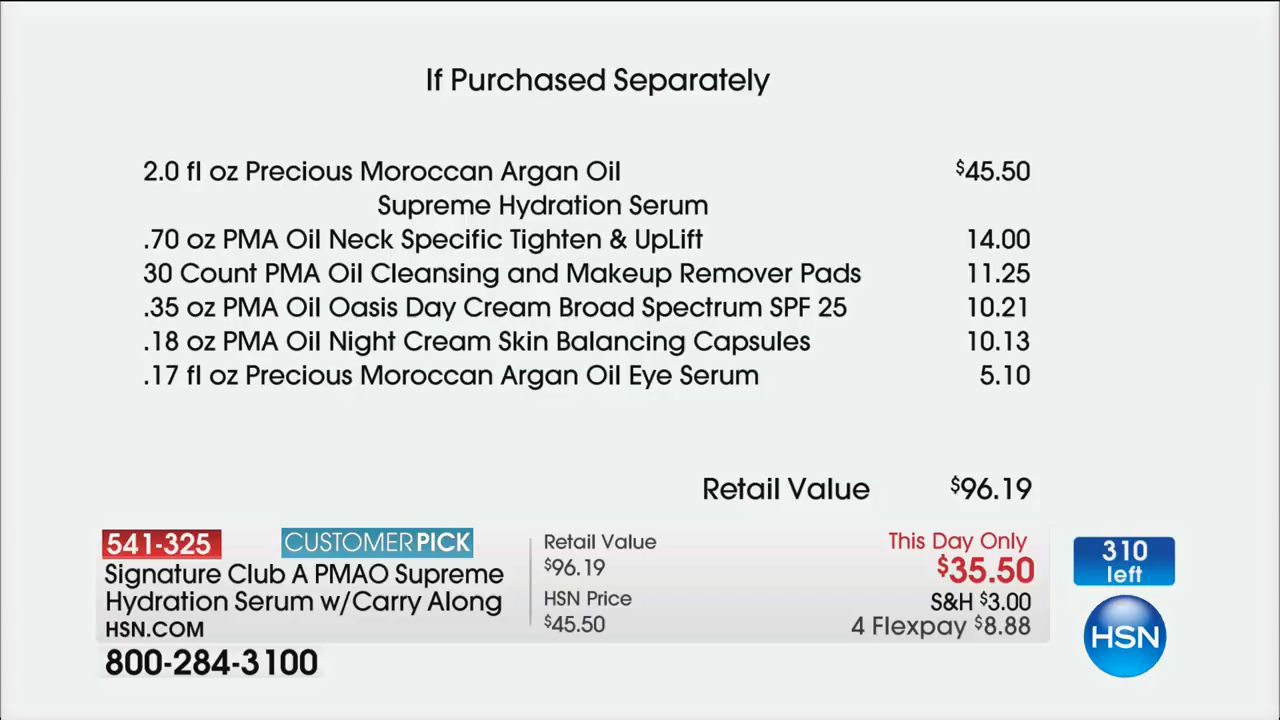 If Purchased Separately
2.0 fl oz Precious Moroccan Argan Oil $45.50
Supreme Hydration Serum
.70 oz PMA Oil Neck Specific Tighten & UpLift 14.00
30 Count PMA Oil Cleansing and Makeup Remover Pads 11.25
.35 oz PMA Oil Oasis Day Cream Broad Spectrum SPF 25 10.21
.18 oz PMA Oil Night Cream Skin Balancing Capsules 10.13
.17 fl oz Precious Moroccan Argan Oil Eye Serum 5.10
Retail Value $96.19
541-325 CUSTOMERPICK
Signature Club A PMAO Supreme
Hydration Serum w/Carry Along
HSN.COM
800-284-3100
Retail Value
$96.19
HSN Price
$45.50
This Day Only
$35.50
S&H $3.00
4 Flexpay $8.88
310
left
HSN